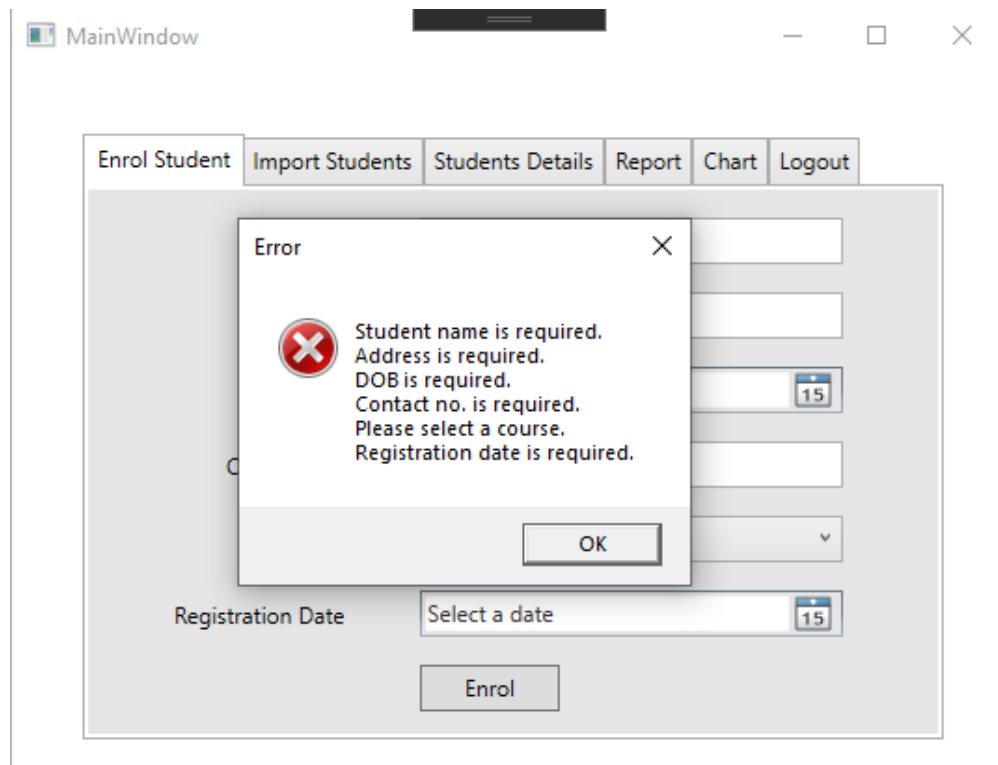 MainWindow
Enrol Student Import Students Students Details Report Chart Logout
Error
Student name is required.
Address is required.
DOB is required.
Contact no. is required.
Please select a course.
Registration date is required.
OK
15
C
Registration Date Select a date 15
Enrol